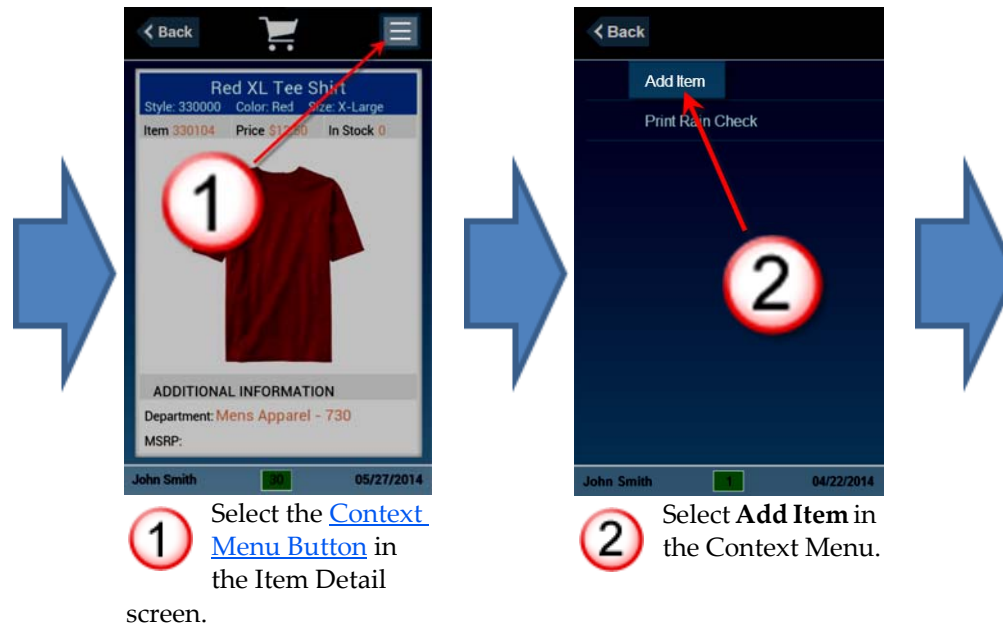 Back
Red XL Tee Shirt
Style: 330000 Color: Red Size: X-Large
Item 330104 Price In Stock 0
1
ADDITIONAL INFORMATION
Department: Mens Apparel - 730
MSRP:
John Smith 30 05/27/2014
1 Select the Context
Menu Button in
the Item Detail
screen.
Back
Add Item
Print Rain Check
2
John Smith 1 04/22/2014
2 Select Add Item in
the Context Menu.